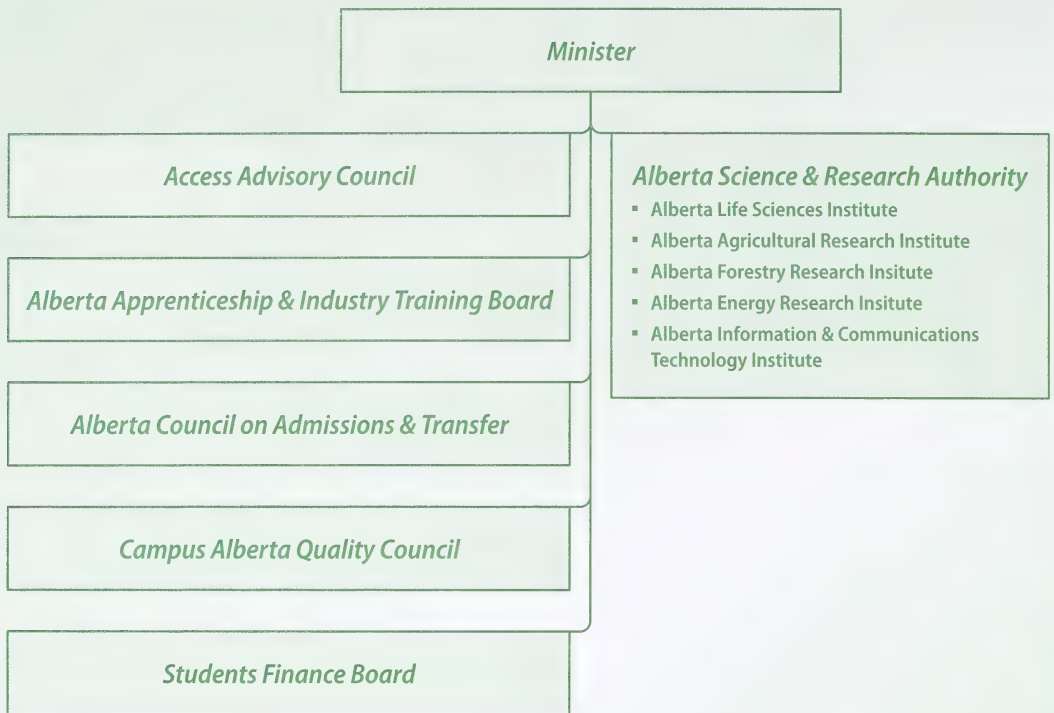 Minister
Access Advisory Council
Alberta Apprenticeship & Industry Training Board
Alberta Council on Admissions & Transfer
Campus Alberta Quality Council
Students Finance Board
Alberta Science & Research Authority
▪ Alberta Life Sciences Institute
▪ Alberta Agricultural Research Institute
▪ Alberta Forestry Research Insitute
▪ Alberta Energy Research Insitute
▪ Alberta Information & Communications
Technology Institute